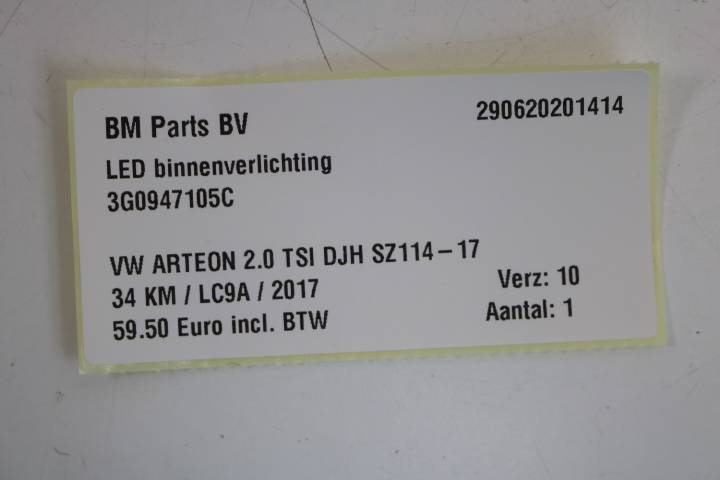 BM Parts BV 290620201414
LED binnenverlichting
3G0947105C
VW ARTEON 2.0 TSI DJH SZ114-17
34 KM / LC9A / 2017 Verz: 10
59.50 Euro incl. BTW Aantal: 1